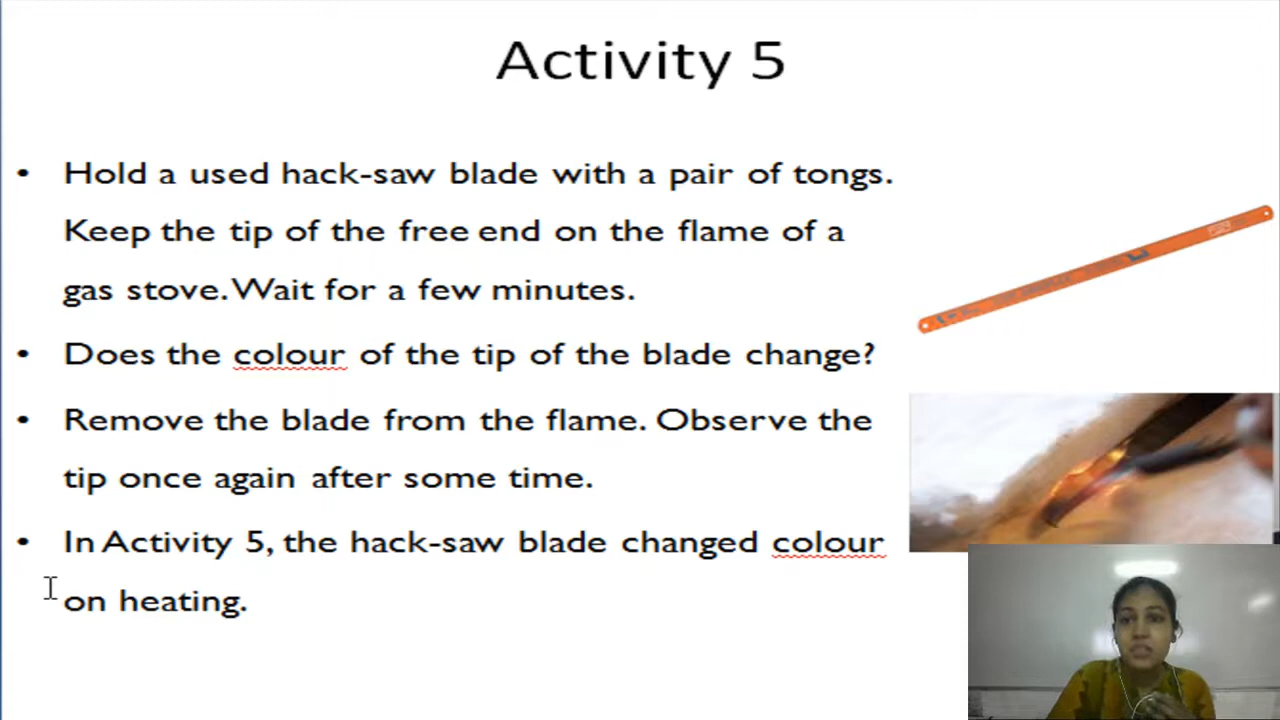 Activity 5
• Hold a used hack-saw blade with a pair of tongs.
Keep the tip of the free end on the flame of a
gas stove. Wait for a few minutes.
• Does the colour of the tip of the blade change?
• Remove the blade from the flame. Observe the
tip once again after some time.
• In Activity 5, the hack-saw blade changed colour
on heating.